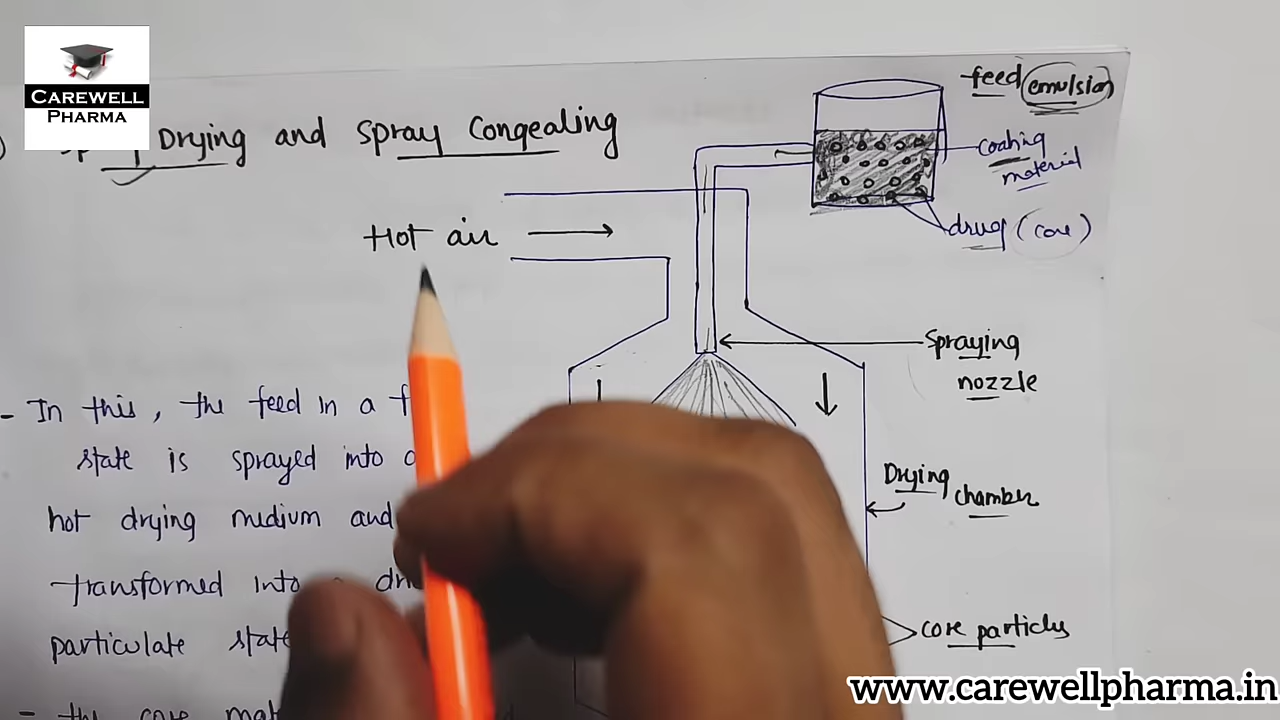 CAREWELL
PHARMA
Drying and Spray Congealing
feed emulsion
coating
material
drug (core)
Hot air
Spraying
nozzle
Drying
chamber
core particles
- In this, the feed in a
state is sprayed into
hot drying medium and
transformed into
particulate state
- the core
www.carewellpharma.in